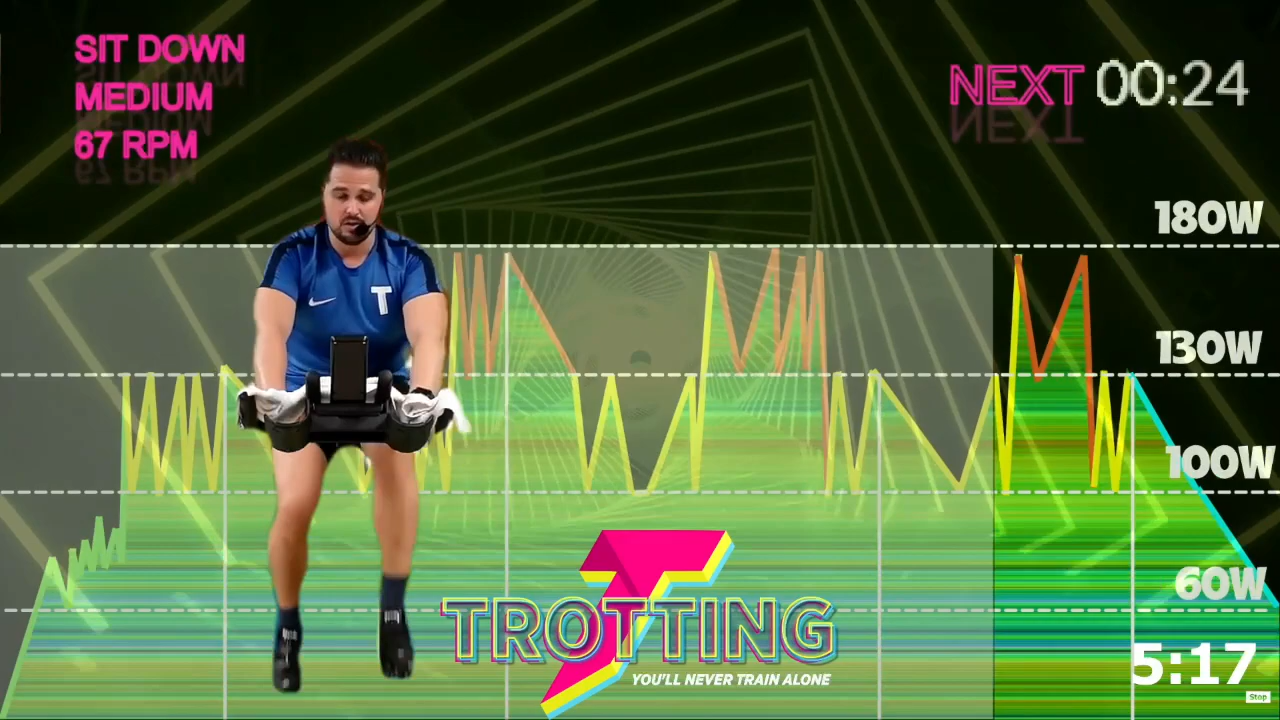 SIT DOWN
MEDIUM
67 RPM
NEXT 00:24
180W
130W
100W
60W
T
TROTTING
YOU'LL NEVER TRAIN ALONE
5:17
Stop